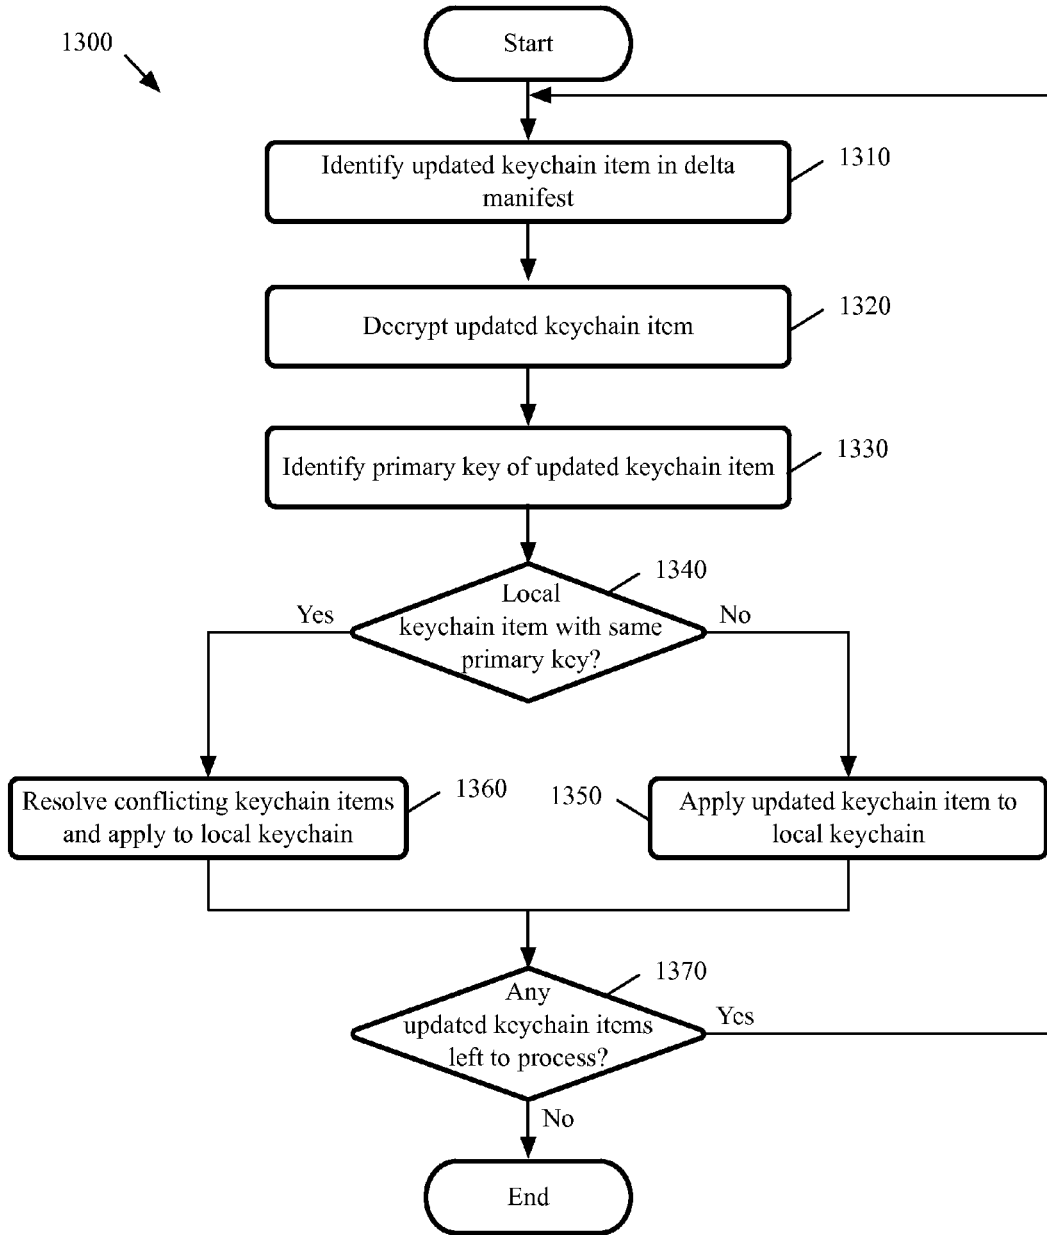 1300
Start
Identify updated keychain item in delta
manifest
1310
Decrypt updated keychain item
1320
Identify primary key of updated keychain item
1330
Local
keychain item with same
primary key?
1340
Yes
No
Resolve conflicting keychain items
and apply to local keychain
1360
1350
Apply updated keychain item to
local keychain
Any
updated keychain items
left to process?
1370
Yes
No
End